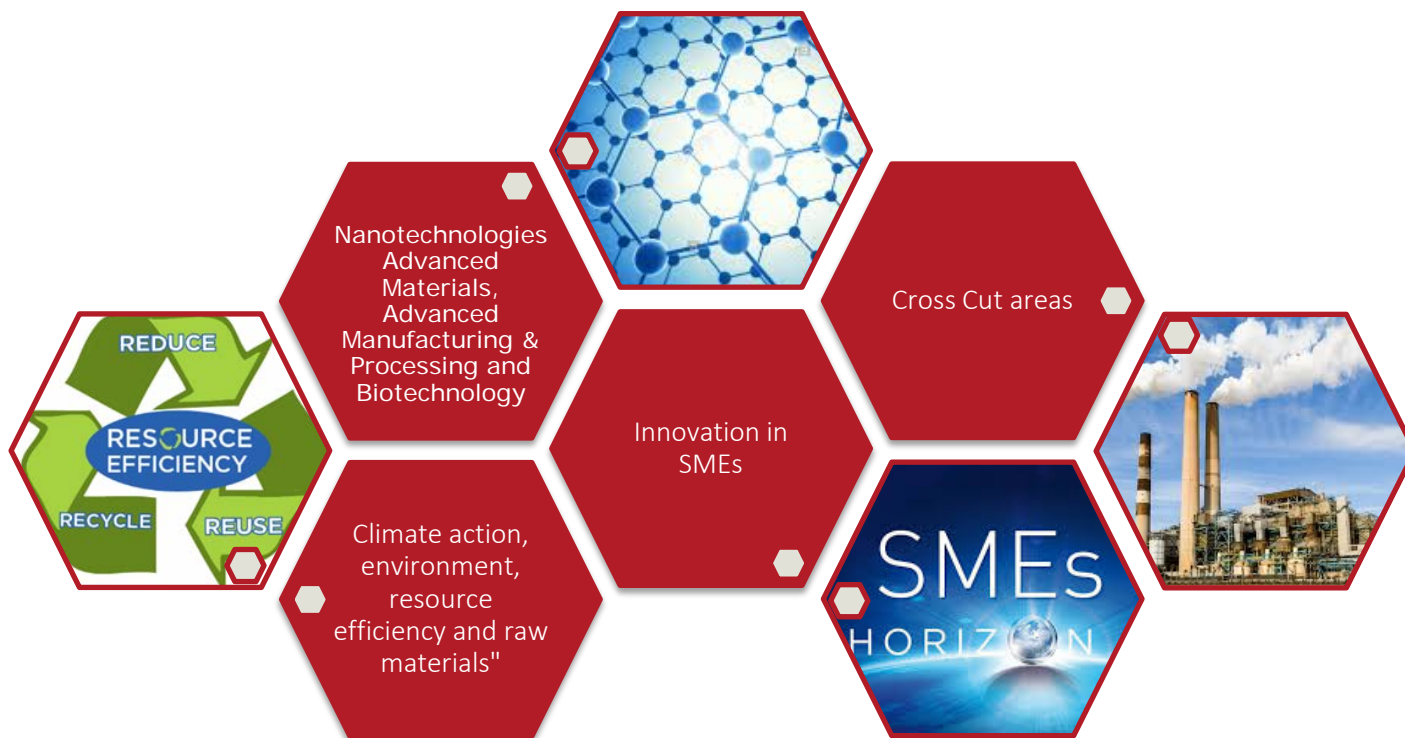 Nanotechnologies
Advanced
Materials,
Advanced
Manufacturing &
Processing and
Biotechnology
Cross Cut areas
REDUCE
RESOURCE
EFFICIENCY
RECYCLE
REUSE
Innovation in
SMEs
Climate action,
environment,
resource
efficiency and raw
materials"
SMEs
HORIZON